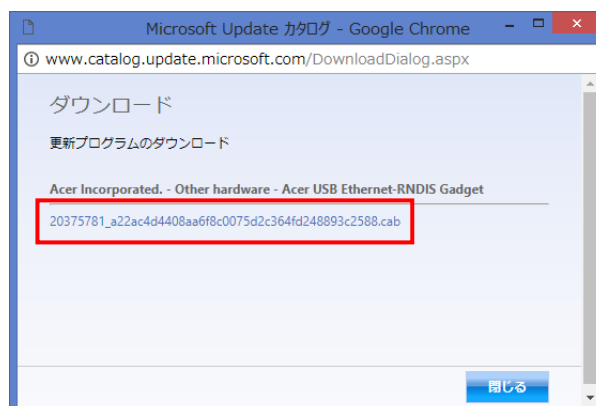 Microsoft Update カタログ - Google Chrome
www.catalog.update.microsoft.com/DownloadDialog.aspx
ダウンロード
更新プログラムのダウンロード
Acer Incorporated. - Other hardware - Acer USB Ethernet-RNDIS Gadget
20375781_a22ac4d4408aa6f8c0075d2c364fd248893c2588.cab
閉じる